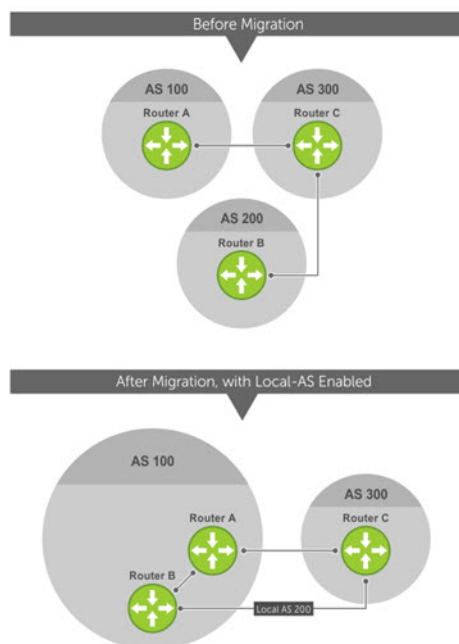 Before Migration
AS 100
AS 300
Router A
Router C
AS 200
Router B
After Migration, with Local-AS Enabled
AS 100
AS 300
Router A
Router C
Router B
Local AS 200